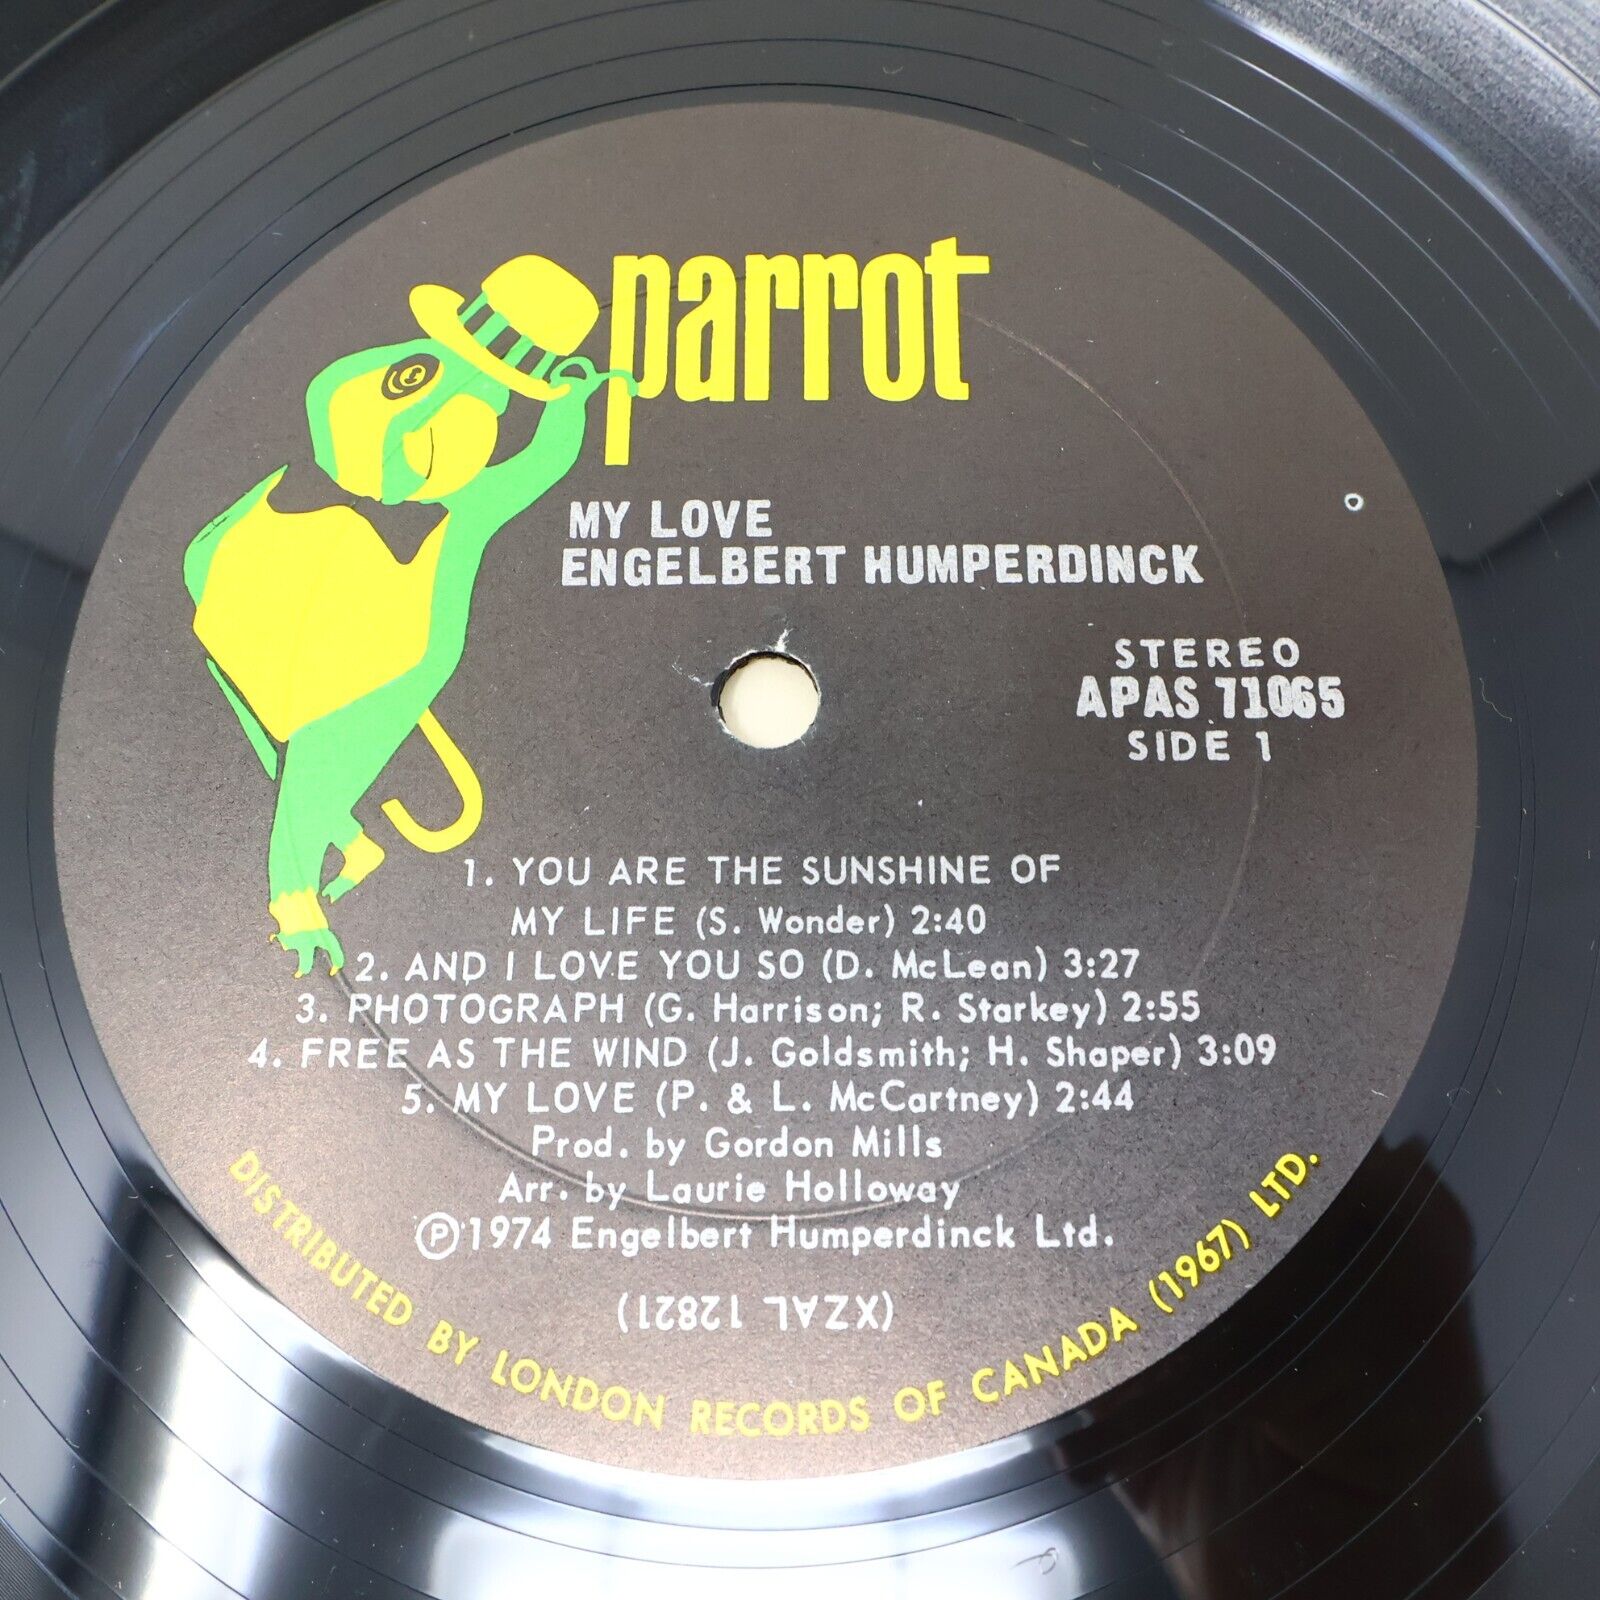 parrot
MY LOVE
ENGELBERT HUMPERDINCK
STEREO
APAS 71065
SIDE 1
1. YOU ARE THE SUNSHINE OF
MY LIFE (S. Wonder) 2:40
2. AND I LOVE YOU SO (D. McLean) 3:27
3. PHOTOGRAPH (G. Harrison; R. Starkey) 2:55
4. FREE AS THE WIND (J. Goldsmith; H. Shaper) 3:09
5. MY LOVE (P. & L. McCartney) 2:44
Prod. by Gordon Mills
Arr. by Laurie Holloway
℗1974 Engelbert Humperdinck Ltd.
(XZAL 12821)
DISTRIBUTED BY LONDON RECORDS OF CANADA (1967) LTD.